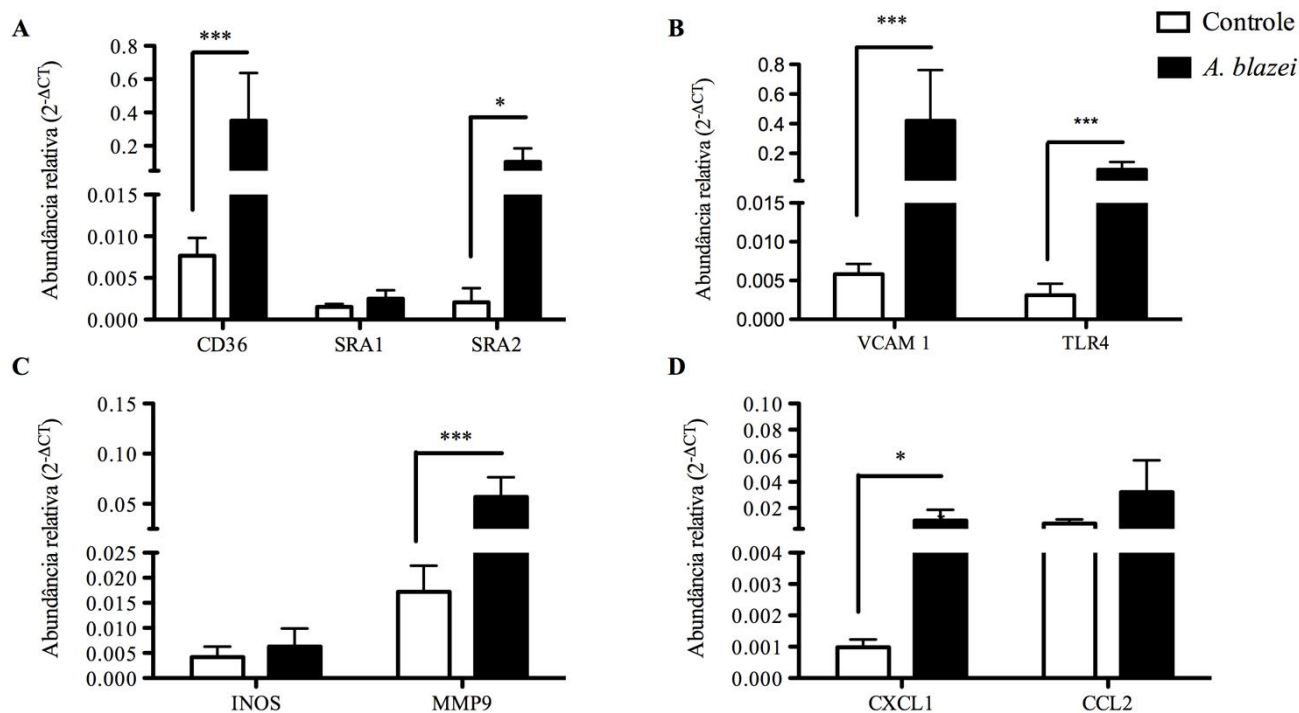 Controle
A. blazei
A
***
*
Abundância relativa (2-ΔCT)
0.8
0.6
0.4
0.2
0.015
0.010
0.005
0.000
CD36 SRA1 SRA2
B
***
***
Abundância relativa (2-ΔCT)
0.8
0.6
0.4
0.2
0.015
0.010
0.005
0.000
VCAM 1 TLR4
C
***
Abundância relativa (2-ΔCT)
0.15
0.10
0.05
0.025
0.020
0.015
0.010
0.005
0.000
INOS MMP9
D
*
Abundância relativa (2-ΔCT)
0.10
0.08
0.06
0.04
0.02
0.004
0.003
0.002
0.001
0.000
CXCL1 CCL2